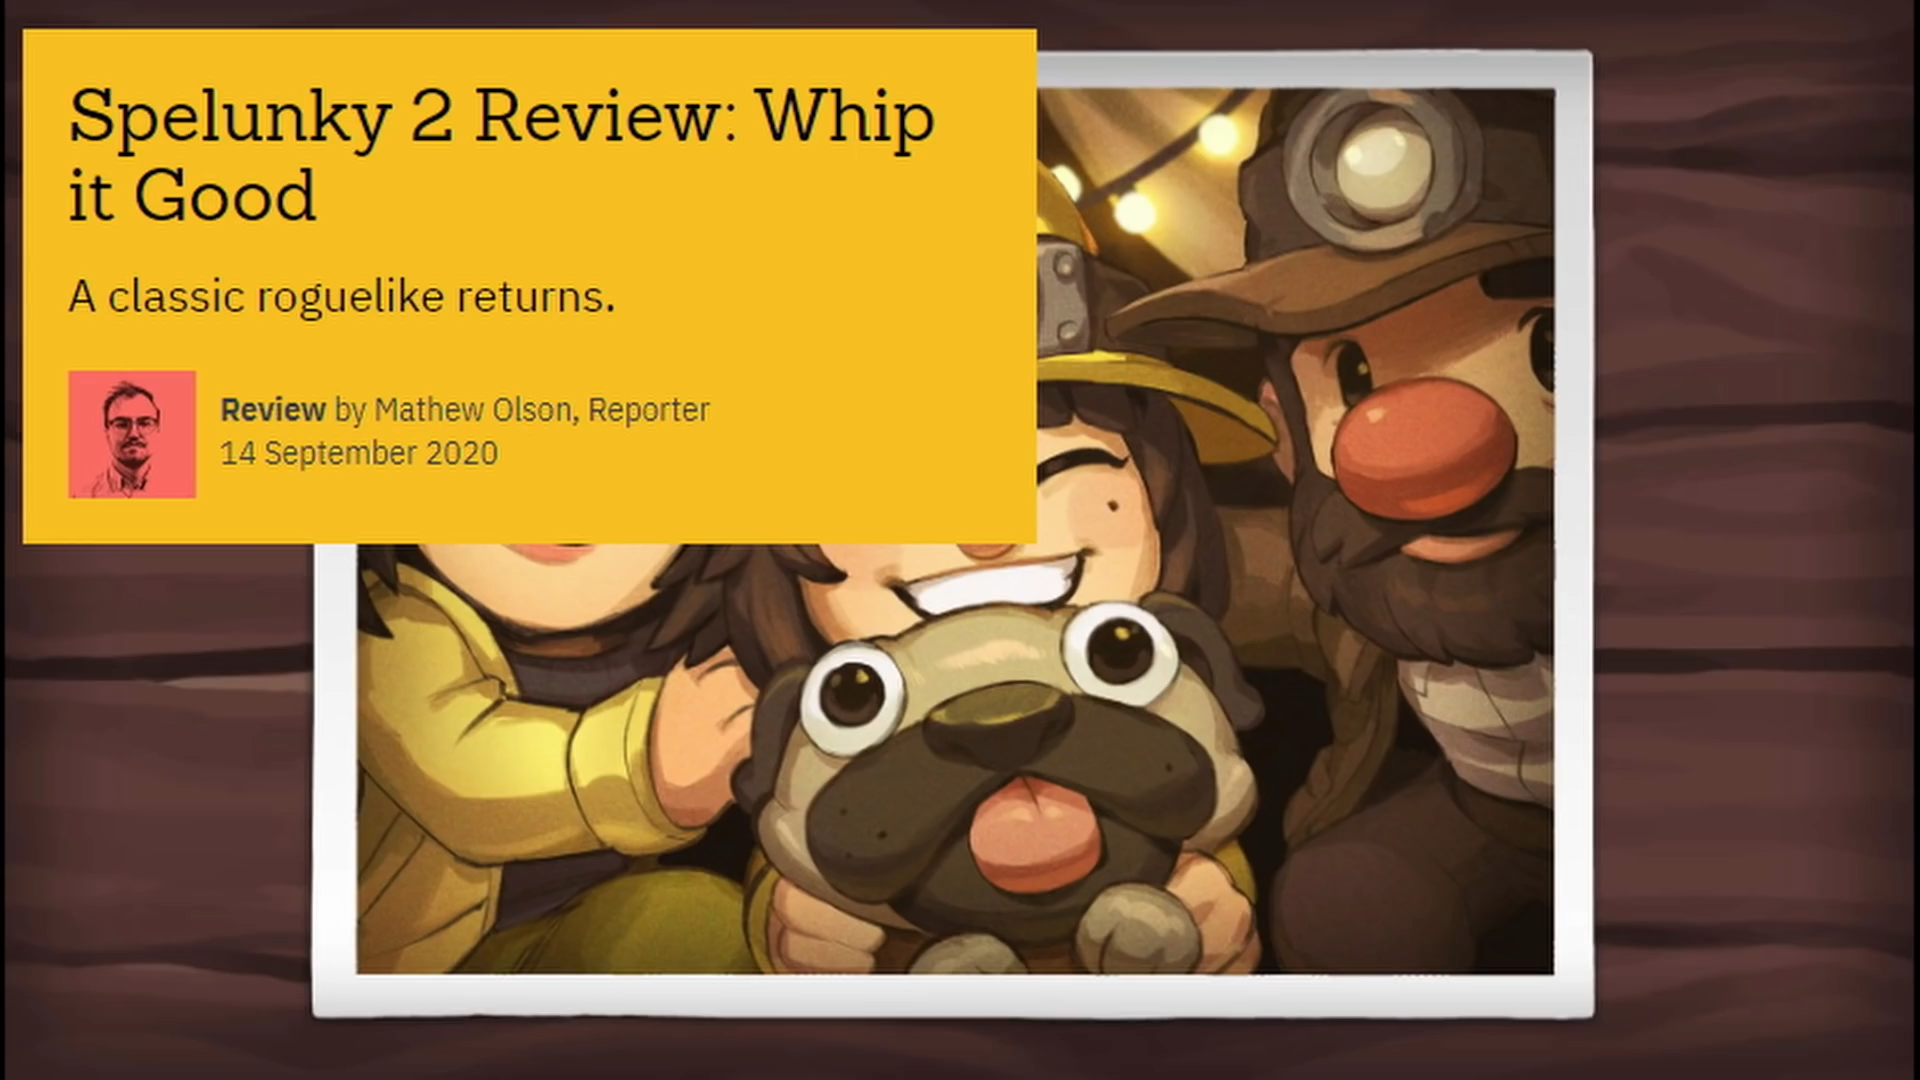 Spelunky 2 Review: Whip
it Good
A classic roguelike returns.
Review by Mathew Olson, Reporter
14 September 2020